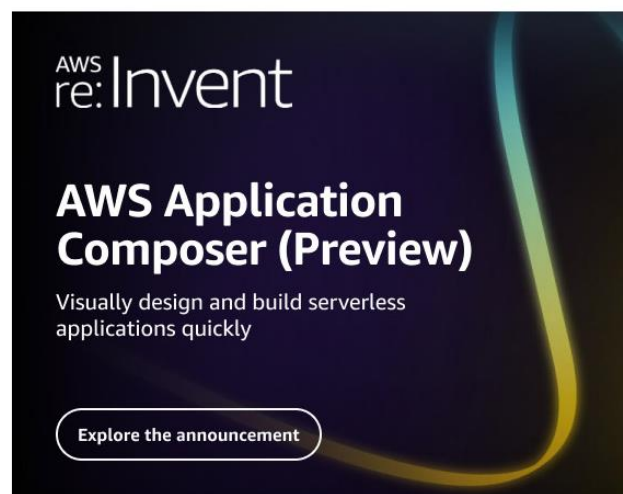 AWS
re:Invent
AWS Application
Composer (Preview)
Visually design and build serverless
applications quickly
Explore the announcement